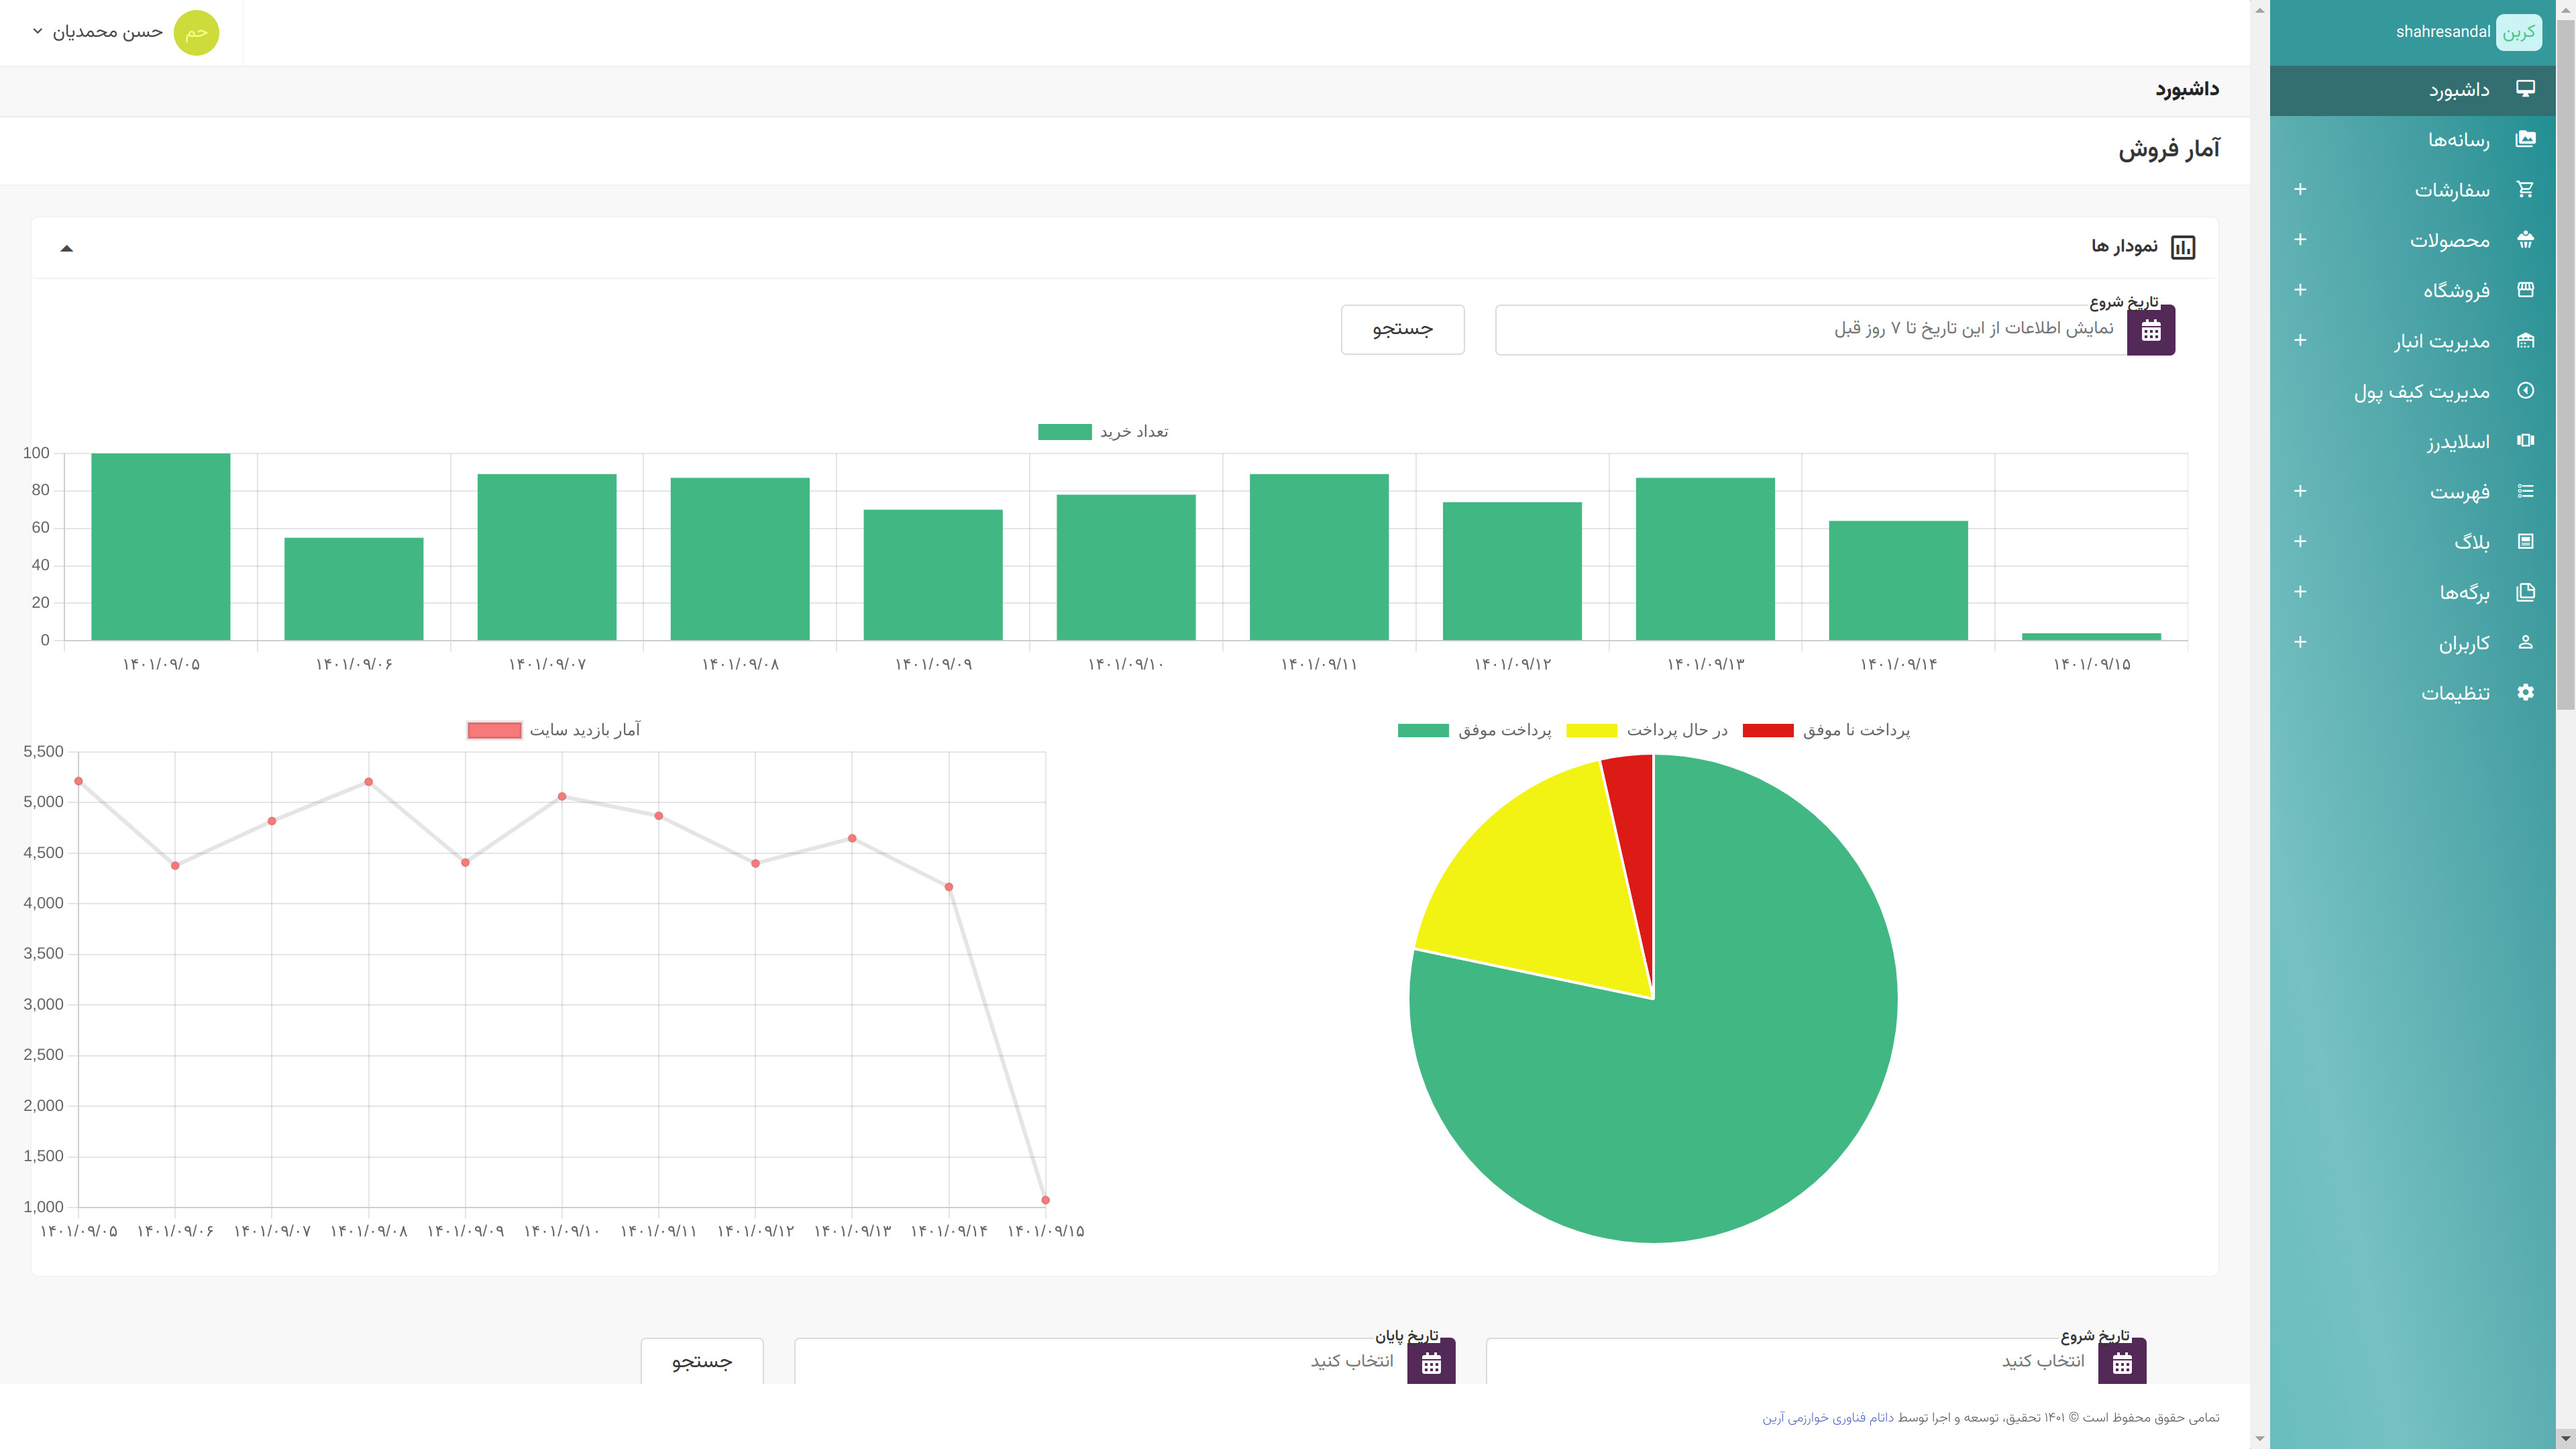 کربن shahresandal
داشبورد
رسانه‌ها
سفارشات +
محصولات +
فروشگاه +
مدیریت انبار +
مدیریت کیف پول
اسلایدرز
فهرست +
بلاگ +
برگه‌ها +
کاربران +
تنظیمات
حم حسن محمدیان
داشبورد
آمار فروش
نمودار ها
تاریخ شروع
نمایش اطلاعات از این تاریخ تا ۷ روز قبل
جستجو
تعداد خرید
100
80
60
40
20
0
۱۴۰۱/۰۹/۰۵ ۱۴۰۱/۰۹/۰۶ ۱۴۰۱/۰۹/۰۷ ۱۴۰۱/۰۹/۰۸ ۱۴۰۱/۰۹/۰۹ ۱۴۰۱/۰۹/۱۰ ۱۴۰۱/۰۹/۱۱ ۱۴۰۱/۰۹/۱۲ ۱۴۰۱/۰۹/۱۳ ۱۴۰۱/۰۹/۱۴ ۱۴۰۱/۰۹/۱۵
پرداخت نا موفق در حال پرداخت پرداخت موفق
آمار بازدید سایت
5,500
5,000
4,500
4,000
3,500
3,000
2,500
2,000
1,500
1,000
۱۴۰۱/۰۹/۰۵ ۱۴۰۱/۰۹/۰۶ ۱۴۰۱/۰۹/۰۷ ۱۴۰۱/۰۹/۰۸ ۱۴۰۱/۰۹/۰۹ ۱۴۰۱/۰۹/۱۰ ۱۴۰۱/۰۹/۱۱ ۱۴۰۱/۰۹/۱۲ ۱۴۰۱/۰۹/۱۳ ۱۴۰۱/۰۹/۱۴ ۱۴۰۱/۰۹/۱۵
تاریخ شروع
انتخاب کنید
تاریخ پایان
انتخاب کنید
جستجو
تمامی حقوق محفوظ است © ۱۴۰۱ تحقیق، توسعه و اجرا توسط داتام فناوری خوارزمی آرین